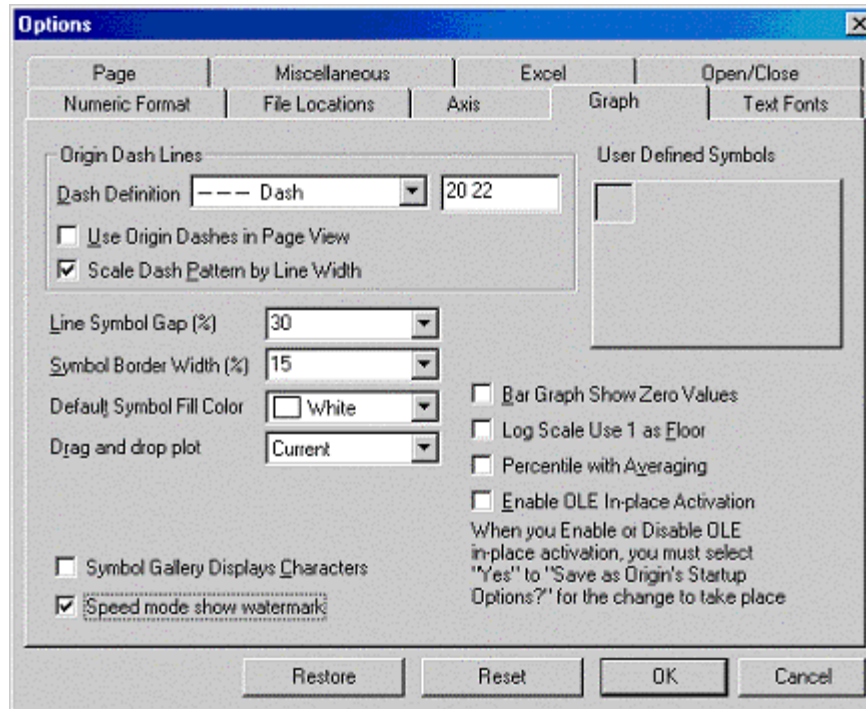 Options
Page Miscellaneous Excel Open/Close
Numeric Format File Locations Axis Graph Text Fonts
Origin Dash Lines
Dash Definition Dash 20 22
Use Origin Dashes in Page View
Scale Dash Pattern by Line Width
User Defined Symbols
Line Symbol Gap (%) 30
Symbol Border Width (%) 15
Default Symbol Fill Color White
Drag and drop plot Current
Bar Graph Show Zero Values
Log Scale Use 1 as Floor
Percentile with Averaging
Enable OLE In-place Activation
When you Enable or Disable OLE
in-place activation, you must select
"Yes" to "Save as Origin's Startup
Options?" for the change to take place
Symbol Gallery Displays Characters
Speed mode show watermark
Restore Reset OK Cancel